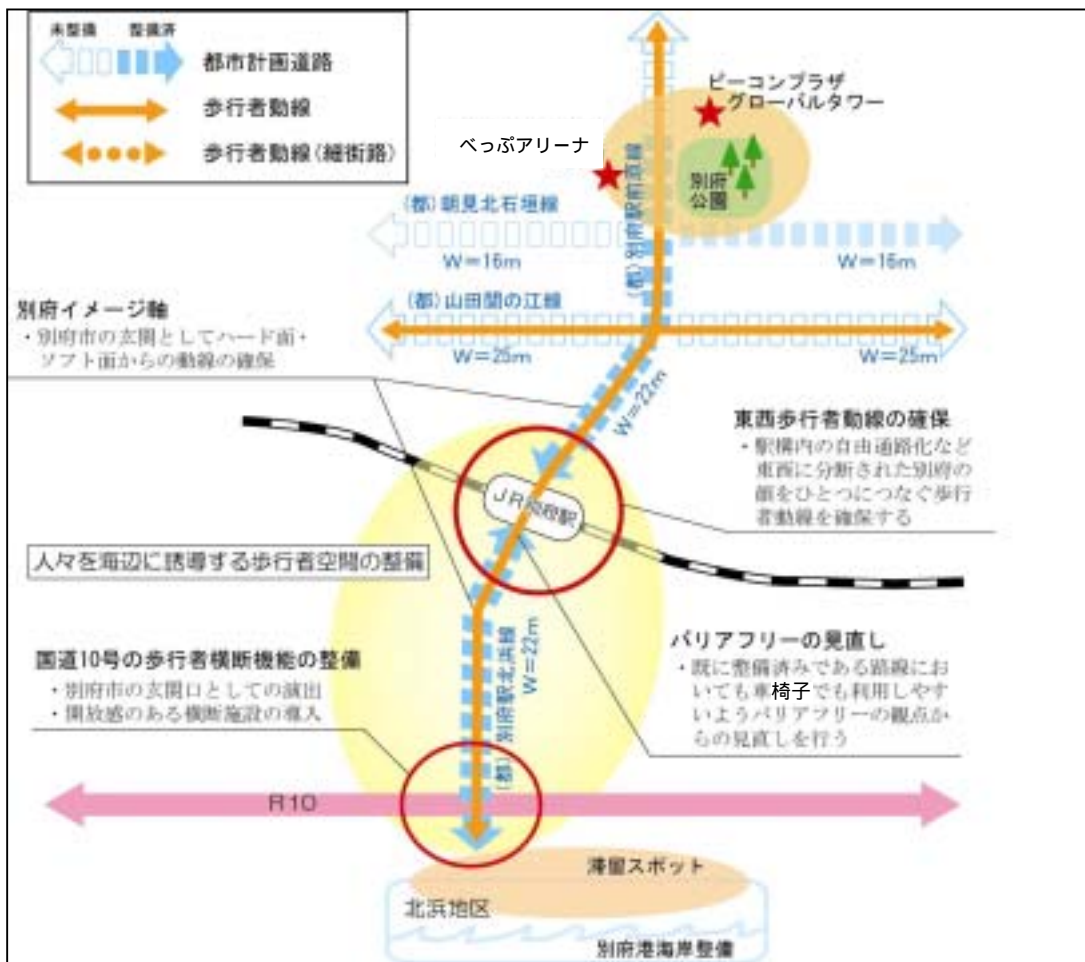 未整備 整備済
都市計画道路
歩行者動線
歩行者動線(細街路)
ビーコンプラザ
グローバルタワー
べっぷアリーナ
別府
公園
(都)別府駅前直線
(都)朝見北石垣線
W=16m
W=16m
(都)山田関の江線
W=25m
W=25m
別府イメージ軸
・別府市の玄関としてハード面・
ソフト面からの動線の確保
W=22m
東西歩行者動線の確保
・駅構内の自由通路化など
東西に分断された別府の
顔をひとつにつなぐ歩行
者動線を確保する
JR別府駅
人々を海辺に誘導する歩行者空間の整備
国道10号の歩行者横断機能の整備
・別府市の玄関口としての演出
・開放感のある横断施設の導入
(都)別府駅北浜線
W=22m
バリアフリーの見直し
・既に整備済みである路線にお
いても車椅子でも利用しやす
いようバリアフリーの観点か
らの見直しを行う
R10
滞留スポット
北浜地区
別府港海岸整備